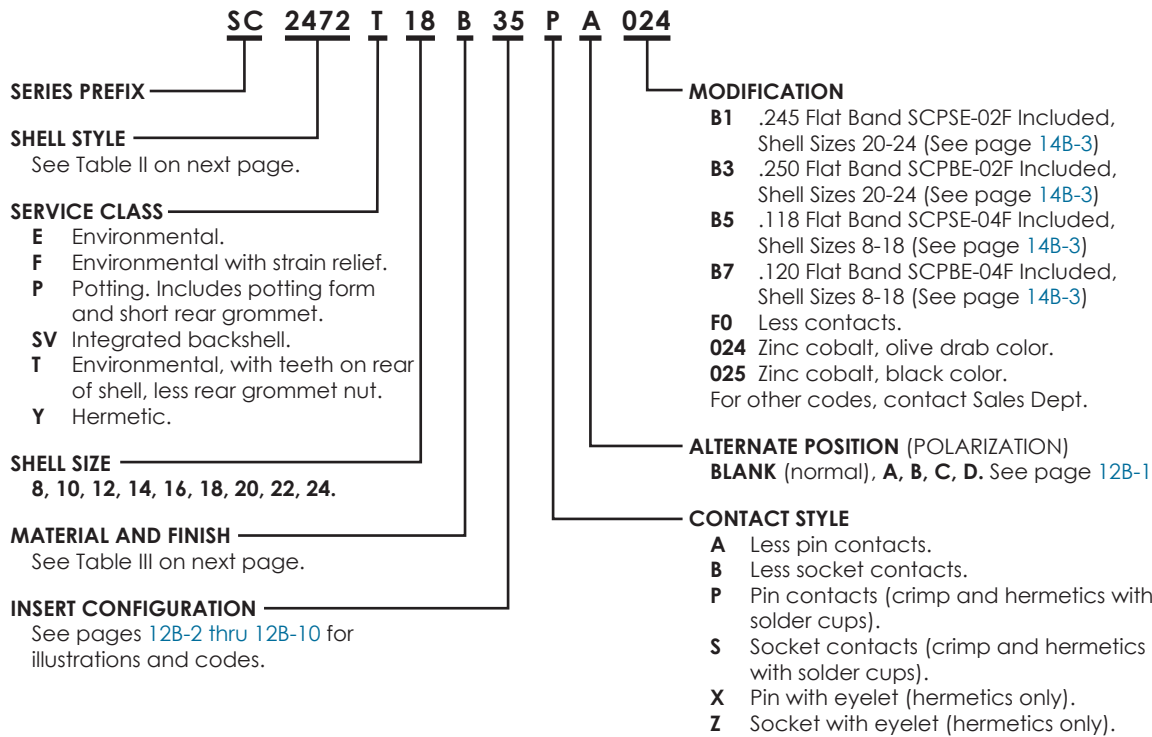 SC 2472 T 18 B 35 P A 024
SERIES PREFIX
SHELL STYLE
See Table II on next page.
SERVICE CLASS
E Environmental.
F Environmental with strain relief.
P Potting. Includes potting form
and short rear grommet.
SV Integrated backshell.
T Environmental, with teeth on rear
of shell, less rear grommet nut.
Y Hermetic.
SHELL SIZE
8, 10, 12, 14, 16, 18, 20, 22, 24.
MATERIAL AND FINISH
See Table III on next page.
INSERT CONFIGURATION
See pages 12B-2 thru 12B-10 for
illustrations and codes.
MODIFICATION
B1 .245 Flat Band SCPSE-02F Included,
Shell Sizes 20-24 (See page 14B-3)
B3 .250 Flat Band SCPBE-02F Included,
Shell Sizes 20-24 (See page 14B-3)
B5 .118 Flat Band SCPSE-04F Included,
Shell Sizes 8-18 (See page 14B-3)
B7 .120 Flat Band SCPBE-04F Included,
Shell Sizes 8-18 (See page 14B-3)
F0 Less contacts.
024 Zinc cobalt, olive drab color.
025 Zinc cobalt, black color.
For other codes, contact Sales Dept.
ALTERNATE POSITION (POLARIZATION)
BLANK (normal), A, B, C, D. See page 12B-1
CONTACT STYLE
A Less pin contacts.
B Less socket contacts.
P Pin contacts (crimp and hermetics with
solder cups).
S Socket contacts (crimp and hermetics
with solder cups).
X Pin with eyelet (hermetics only).
Z Socket with eyelet (hermetics only).